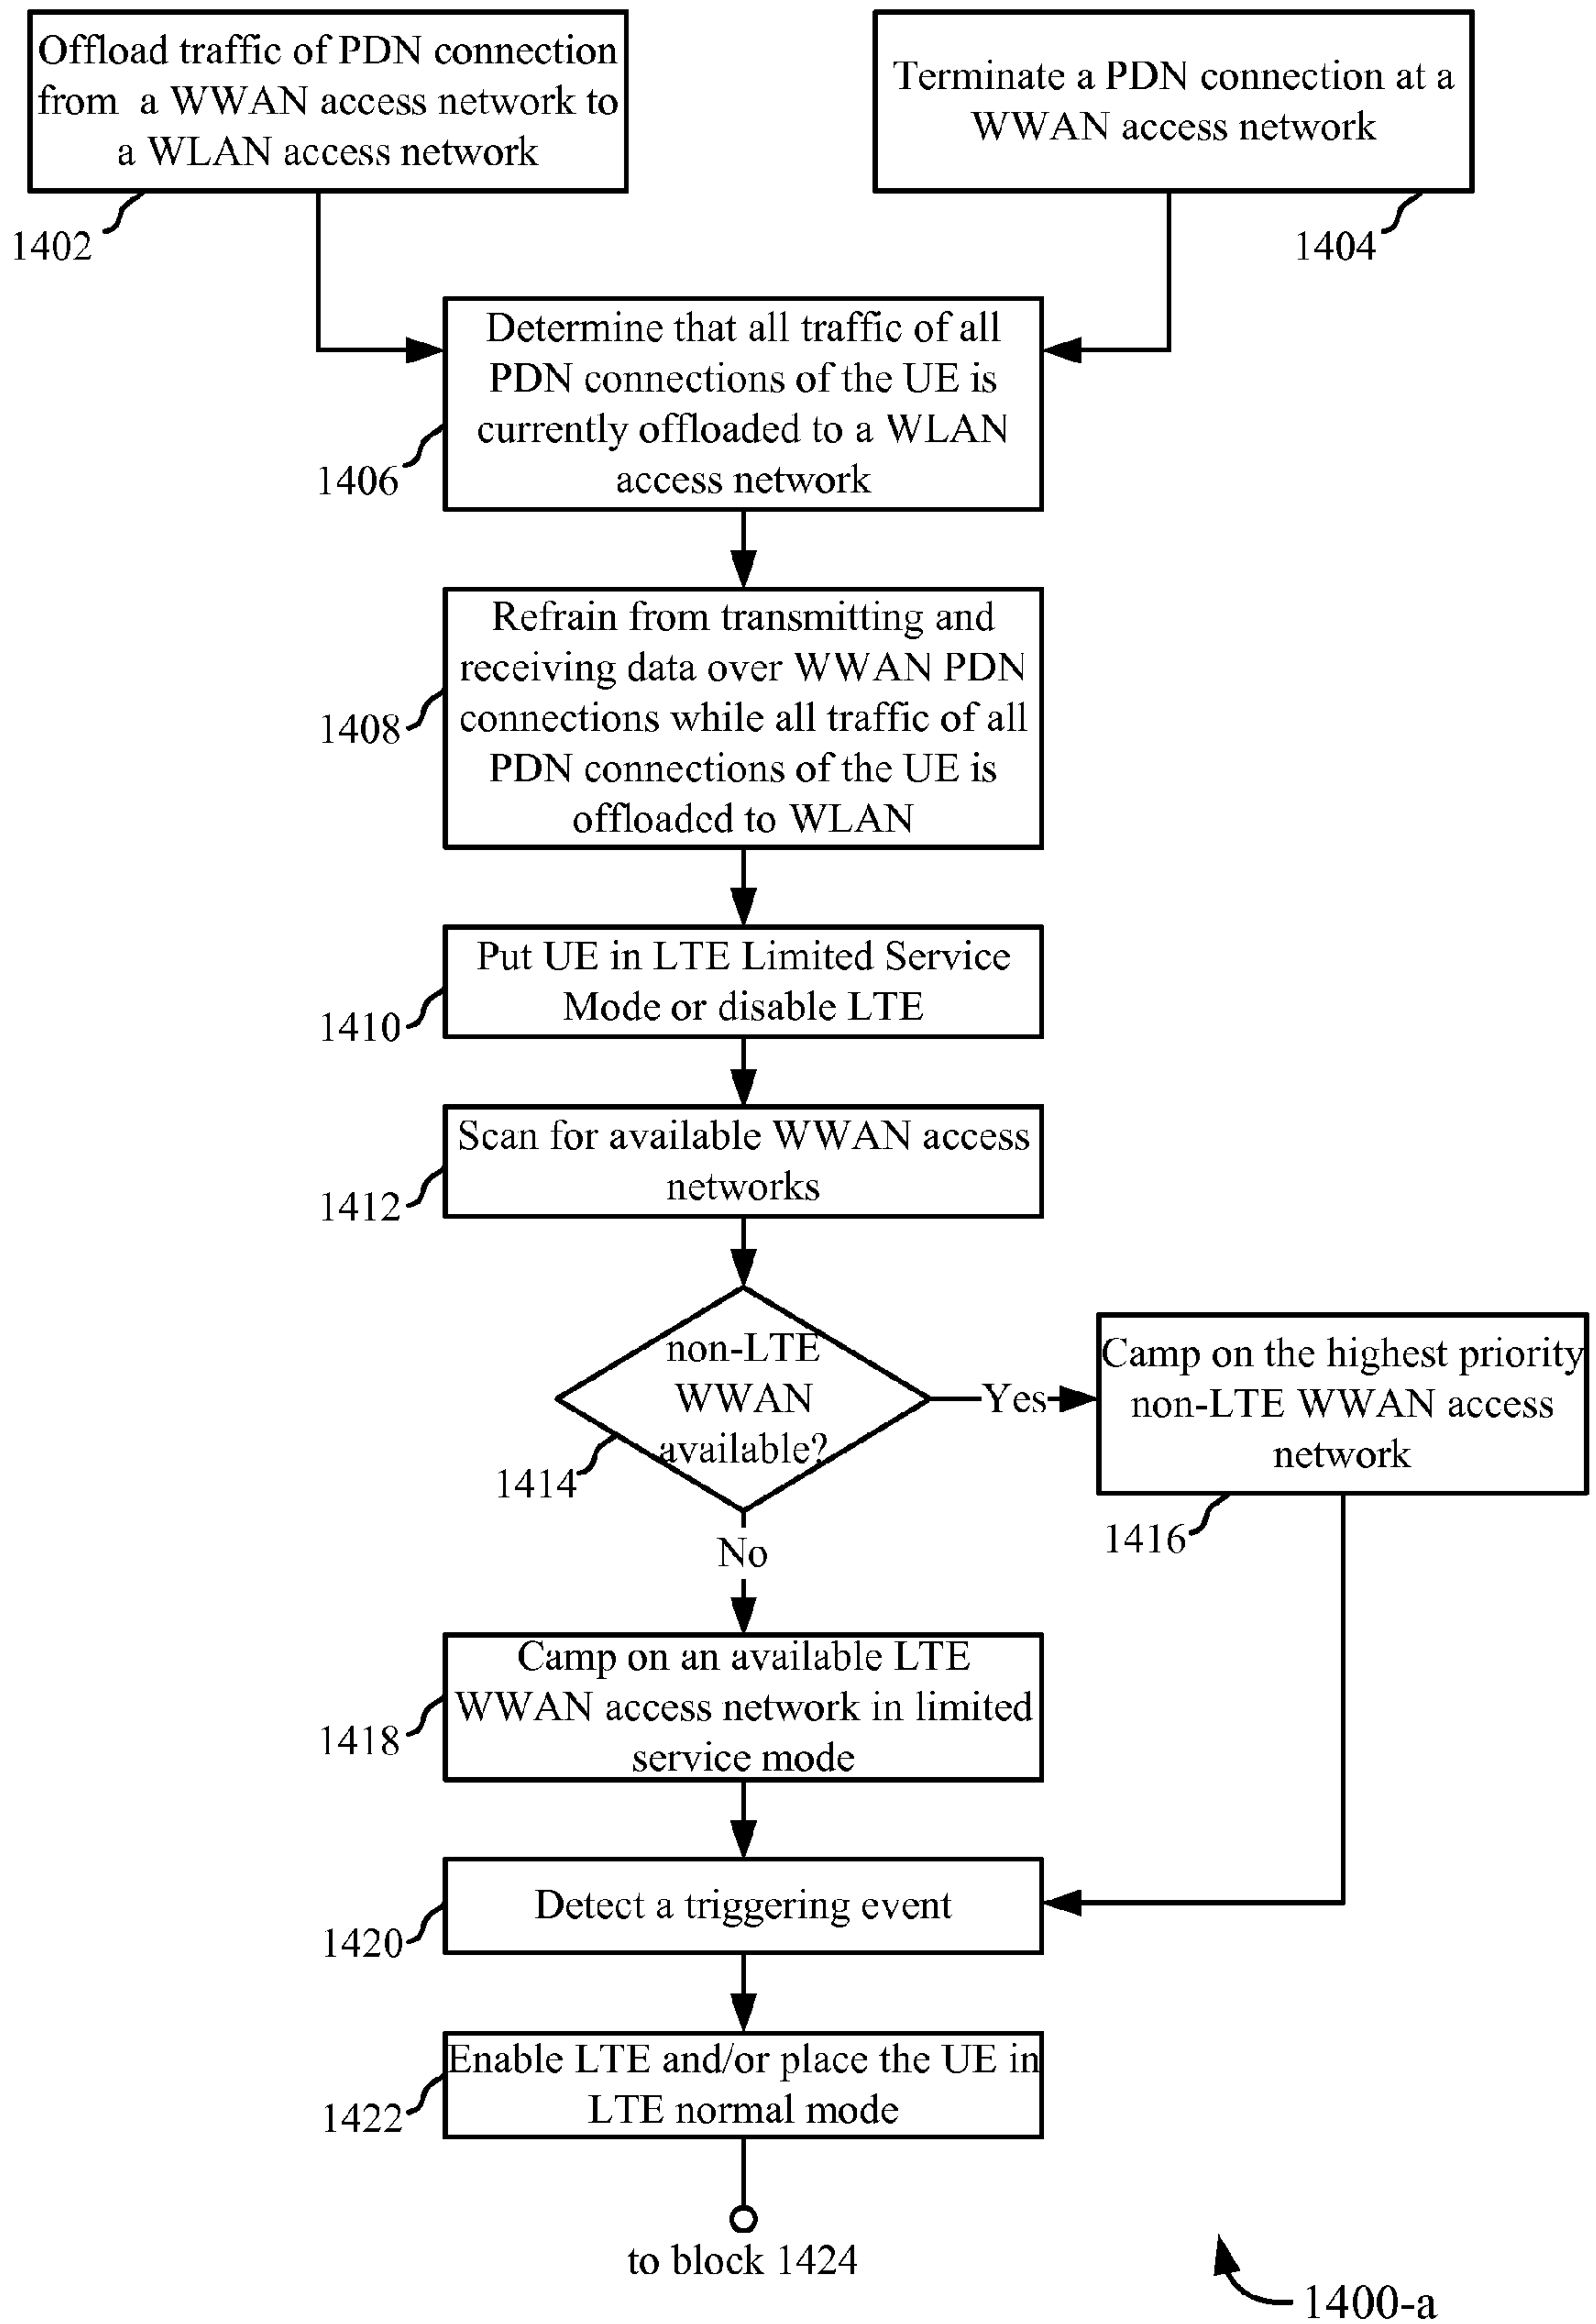 Offload traffic of PDN connection
from a WWAN access network to
a WLAN access network
1402
Terminate a PDN connection at a
WWAN access network
1404
Determine that all traffic of all
PDN connections of the UE is
currently offloaded to a WLAN
access network
1406
Refrain from transmitting and
receiving data over WWAN PDN
connections while all traffic of all
PDN connections of the UE is
offloaded to WLAN
1408
Put UE in LTE Limited Service
Mode or disable LTE
1410
Scan for available WWAN access
networks
1412
non-LTE
WWAN
available?
1414
Yes
Camp on the highest priority
non-LTE WWAN access
network
1416
No
Camp on an available LTE
WWAN access network in limited
service mode
1418
Detect a triggering event
1420
Enable LTE and/or place the UE in
LTE normal mode
1422
to block 1424
1400-a